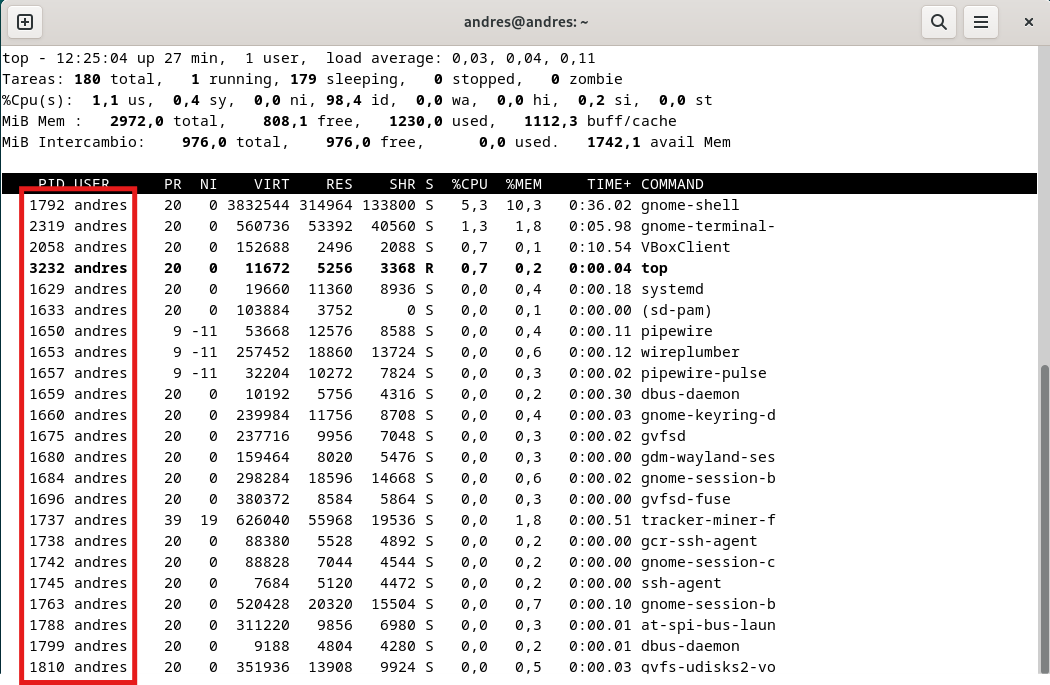 andres@andres: ~
top - 12:25:04 up 27 min,  1 user,  load average: 0,03, 0,04, 0,11
Tareas: 180 total,   1 running, 179 sleeping,   0 stopped,   0 zombie
%Cpu(s):  1,1 us,  0,4 sy,  0,0 ni, 98,4 id,  0,0 wa,  0,0 hi,  0,2 si,  0,0 st
MiB Mem :   2972,0 total,    808,1 free,   1230,0 used,   1112,3 buff/cache
MiB Intercambio:    976,0 total,    976,0 free,      0,0 used.   1742,1 avail Mem
PID USER      PR  NI    VIRT    RES    SHR S  %CPU  %MEM     TIME+ COMMAND
1792 andres    20   0 3832544 314964 133800 S   5,3  10,3   0:36.02 gnome-shell
2319 andres    20   0  560736  53392  40560 S   1,3   1,8   0:05.98 gnome-terminal-
2058 andres    20   0  152688   2496   2088 S   0,7   0,1   0:10.54 VBoxClient
3232 andres    20   0   11672   5256   3368 R   0,7   0,2   0:00.04 top
1629 andres    20   0   19660  11360   8936 S   0,0   0,4   0:00.18 systemd
1633 andres    20   0  103884   3752      0 S   0,0   0,1   0:00.00 (sd-pam)
1650 andres     9 -11   53668  12576   8588 S   0,0   0,4   0:00.11 pipewire
1653 andres     9 -11  257452  18860  13724 S   0,0   0,6   0:00.12 wireplumber
1657 andres     9 -11   32204  10272   7824 S   0,0   0,3   0:00.02 pipewire-pulse
1659 andres    20   0   10192   5756   4316 S   0,0   0,2   0:00.30 dbus-daemon
1660 andres    20   0  239984  11756   8708 S   0,0   0,4   0:00.03 gnome-keyring-d
1675 andres    20   0  237716   9956   7048 S   0,0   0,3   0:00.02 gvfsd
1680 andres    20   0  159464   8020   5476 S   0,0   0,3   0:00.00 gdm-wayland-ses
1684 andres    20   0  298284  18596  14668 S   0,0   0,6   0:00.02 gnome-session-b
1696 andres    20   0  380372   8584   5864 S   0,0   0,3   0:00.00 gvfsd-fuse
1737 andres    39  19  626040  55968  19536 S   0,0   1,8   0:00.51 tracker-miner-f
1738 andres    20   0   88380   5528   4892 S   0,0   0,2   0:00.00 gcr-ssh-agent
1742 andres    20   0   88828   7044   4544 S   0,0   0,2   0:00.00 gnome-session-c
1745 andres    20   0    7684   5120   4472 S   0,0   0,2   0:00.00 ssh-agent
1763 andres    20   0  520428  20320  15504 S   0,0   0,7   0:00.10 gnome-session-b
1788 andres    20   0  311220   9856   6980 S   0,0   0,3   0:00.01 at-spi-bus-laun
1799 andres    20   0    9188   4804   4280 S   0,0   0,2   0:00.01 dbus-daemon
1810 andres    20   0  351936  13908   9924 S   0,0   0,5   0:00.03 gvfs-udisks2-vo